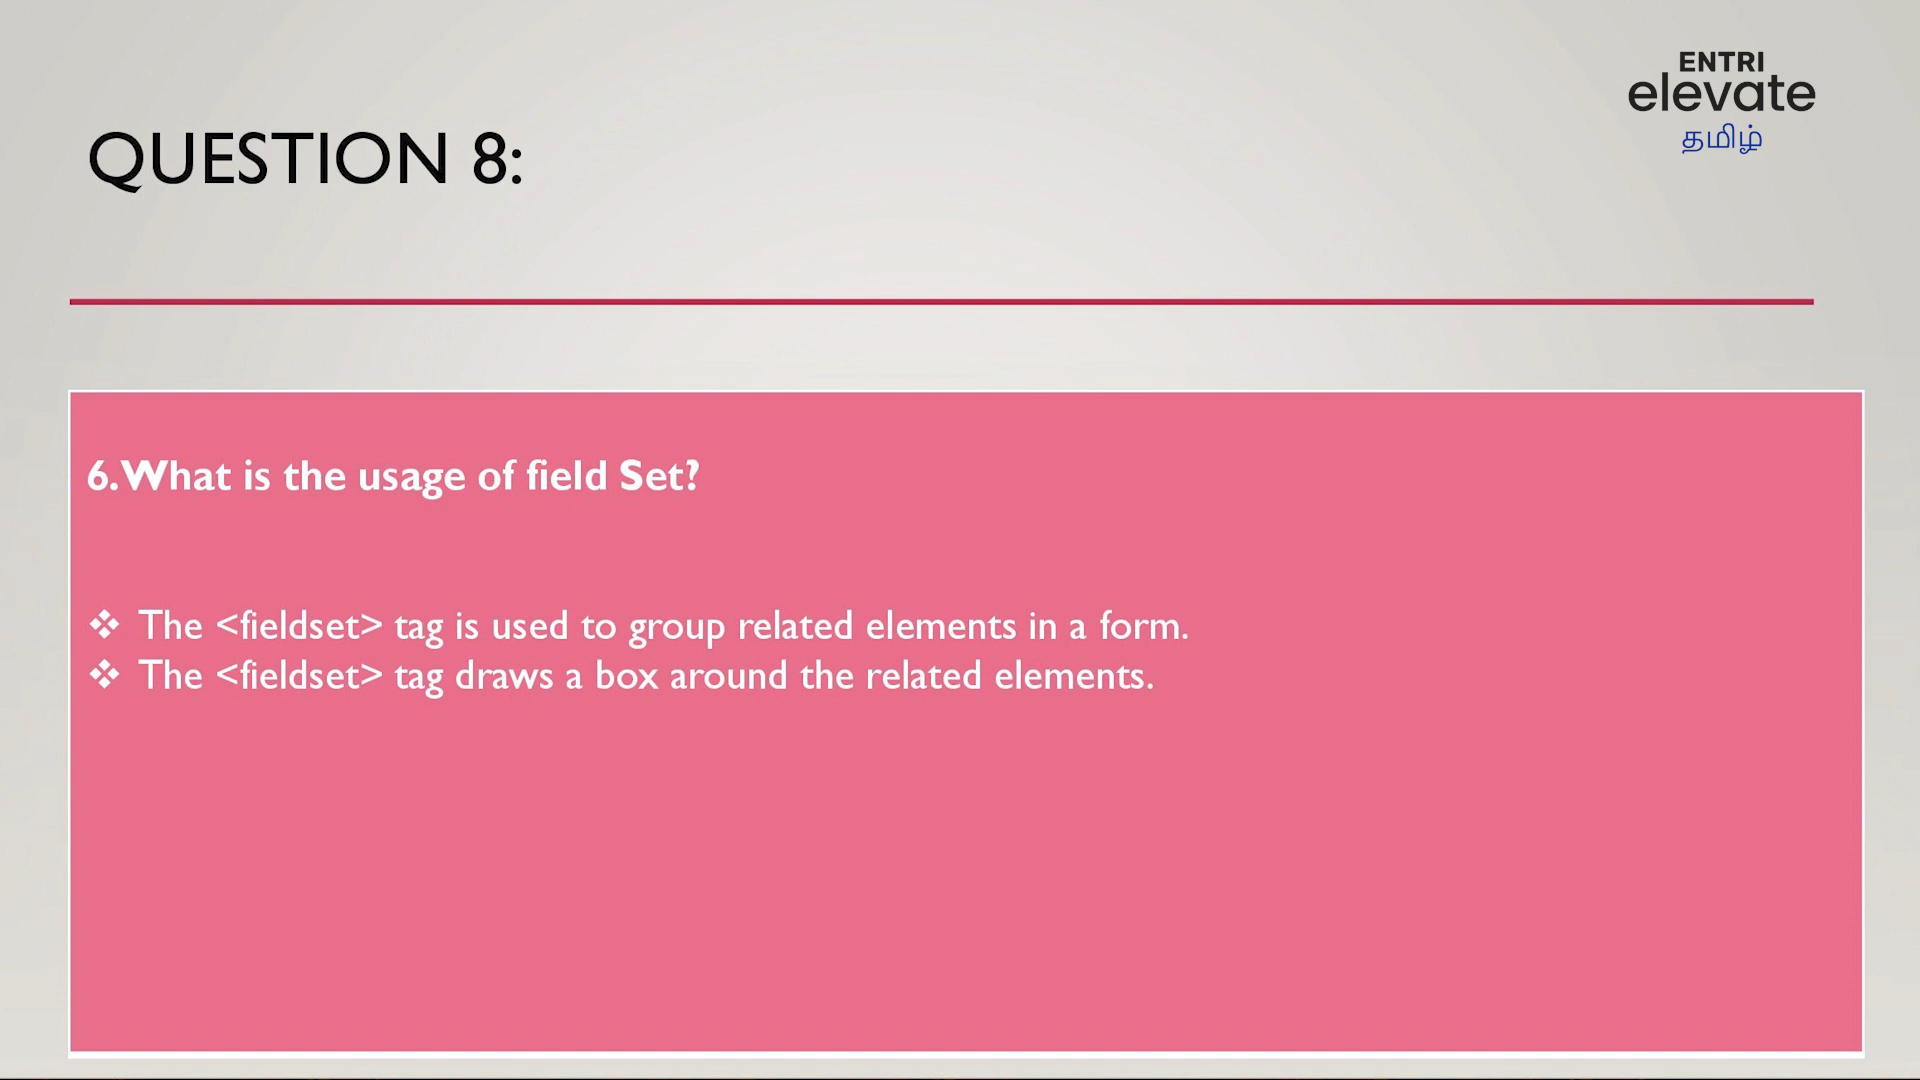 ENTRI
elevate
தமிழ்
QUESTION 8:
6.What is the usage of field Set?
❖ The <fieldset> tag is used to group related elements in a form.
❖ The <fieldset> tag draws a box around the related elements.